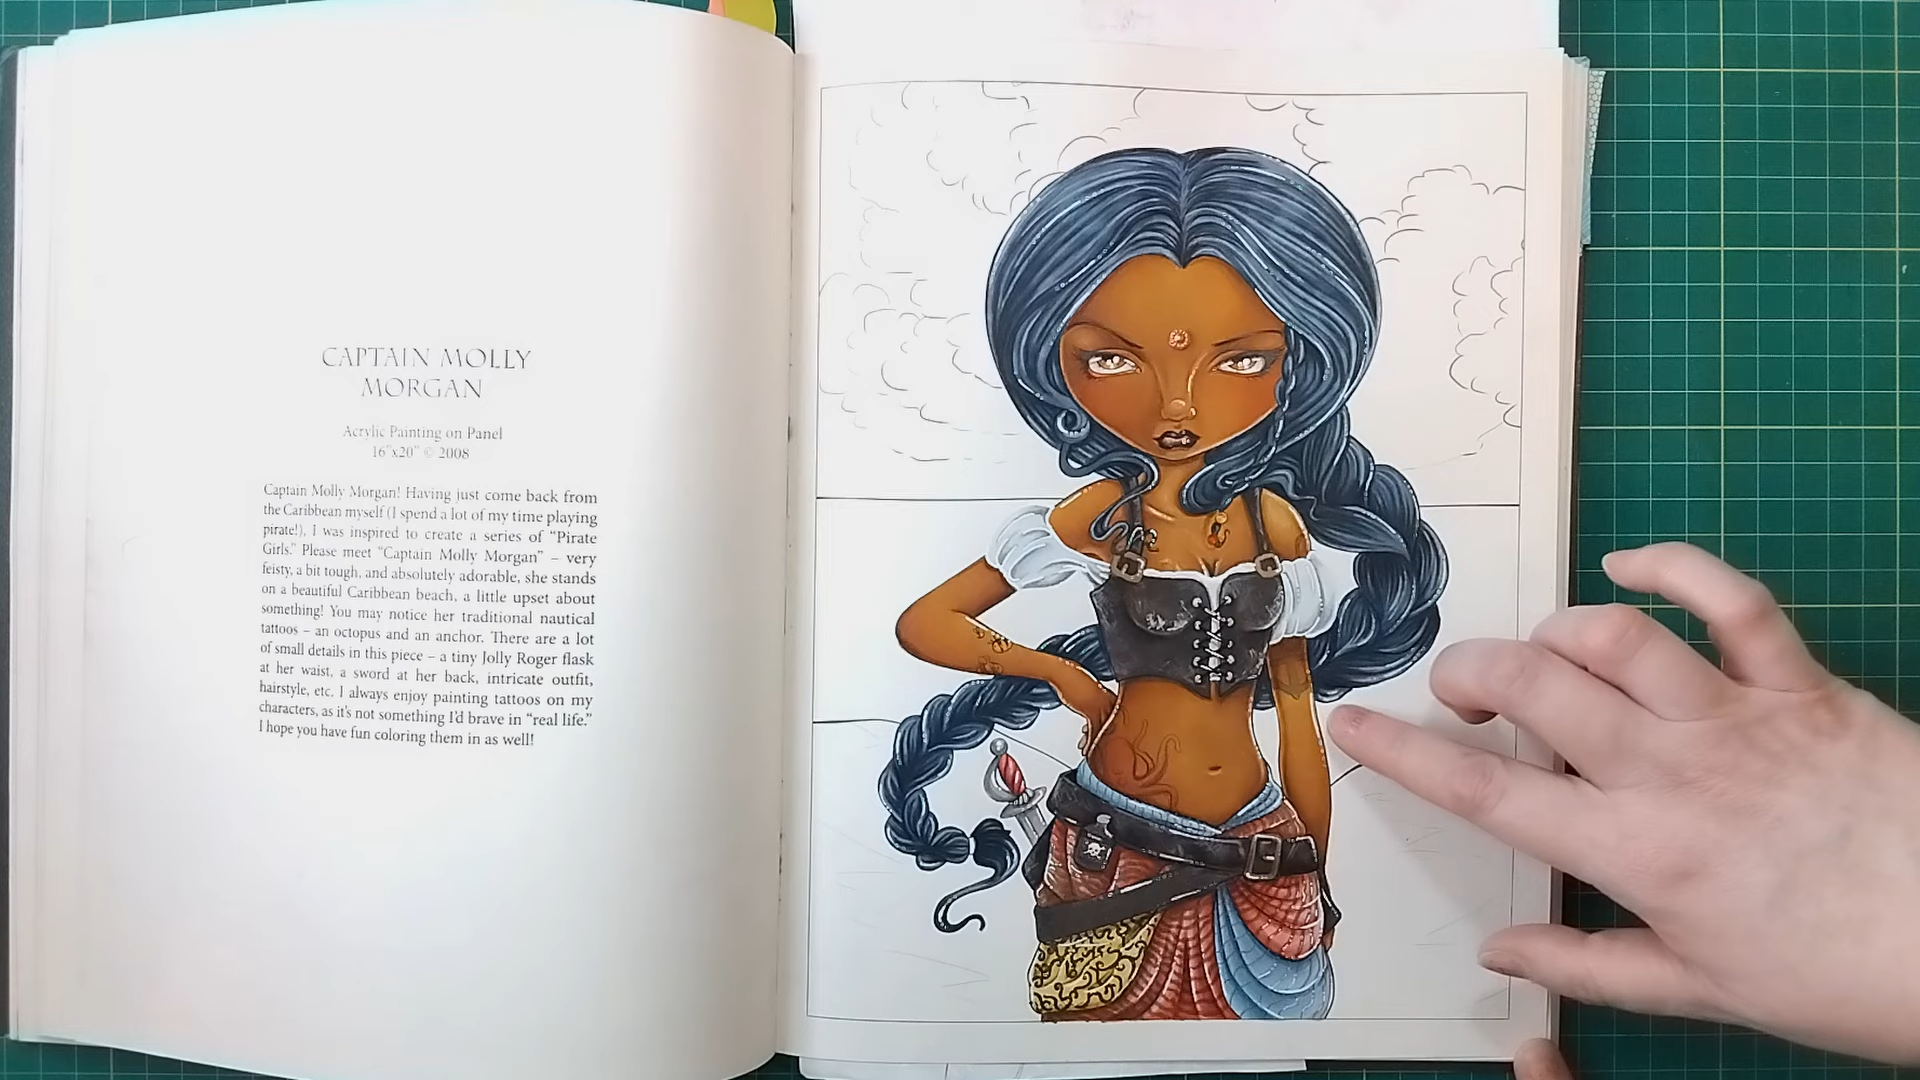 CAPTAIN MOLLY
MORGAN
Acrylic Painting on Panel
16"x20" © 2008
Captain Molly Morgan! Having just come back from
the Caribbean myself (I spend a lot of my time playing
pirate!), I was inspired to create a series of “Pirate
Girls.” Please meet “Captain Molly Morgan” – very
feisty, a bit tough, and absolutely adorable, she stands
on a beautiful Caribbean beach, a little upset about
something! You may notice her traditional nautical
tattoos – an octopus and an anchor. There are a lot
of small details in this piece – a tiny Jolly Roger flask
at her waist, a sword at her back, intricate outfit,
hairstyle, etc. I always enjoy painting tattoos on my
characters, as it’s not something I’d brave in “real life.”
I hope you have fun coloring them in as well!